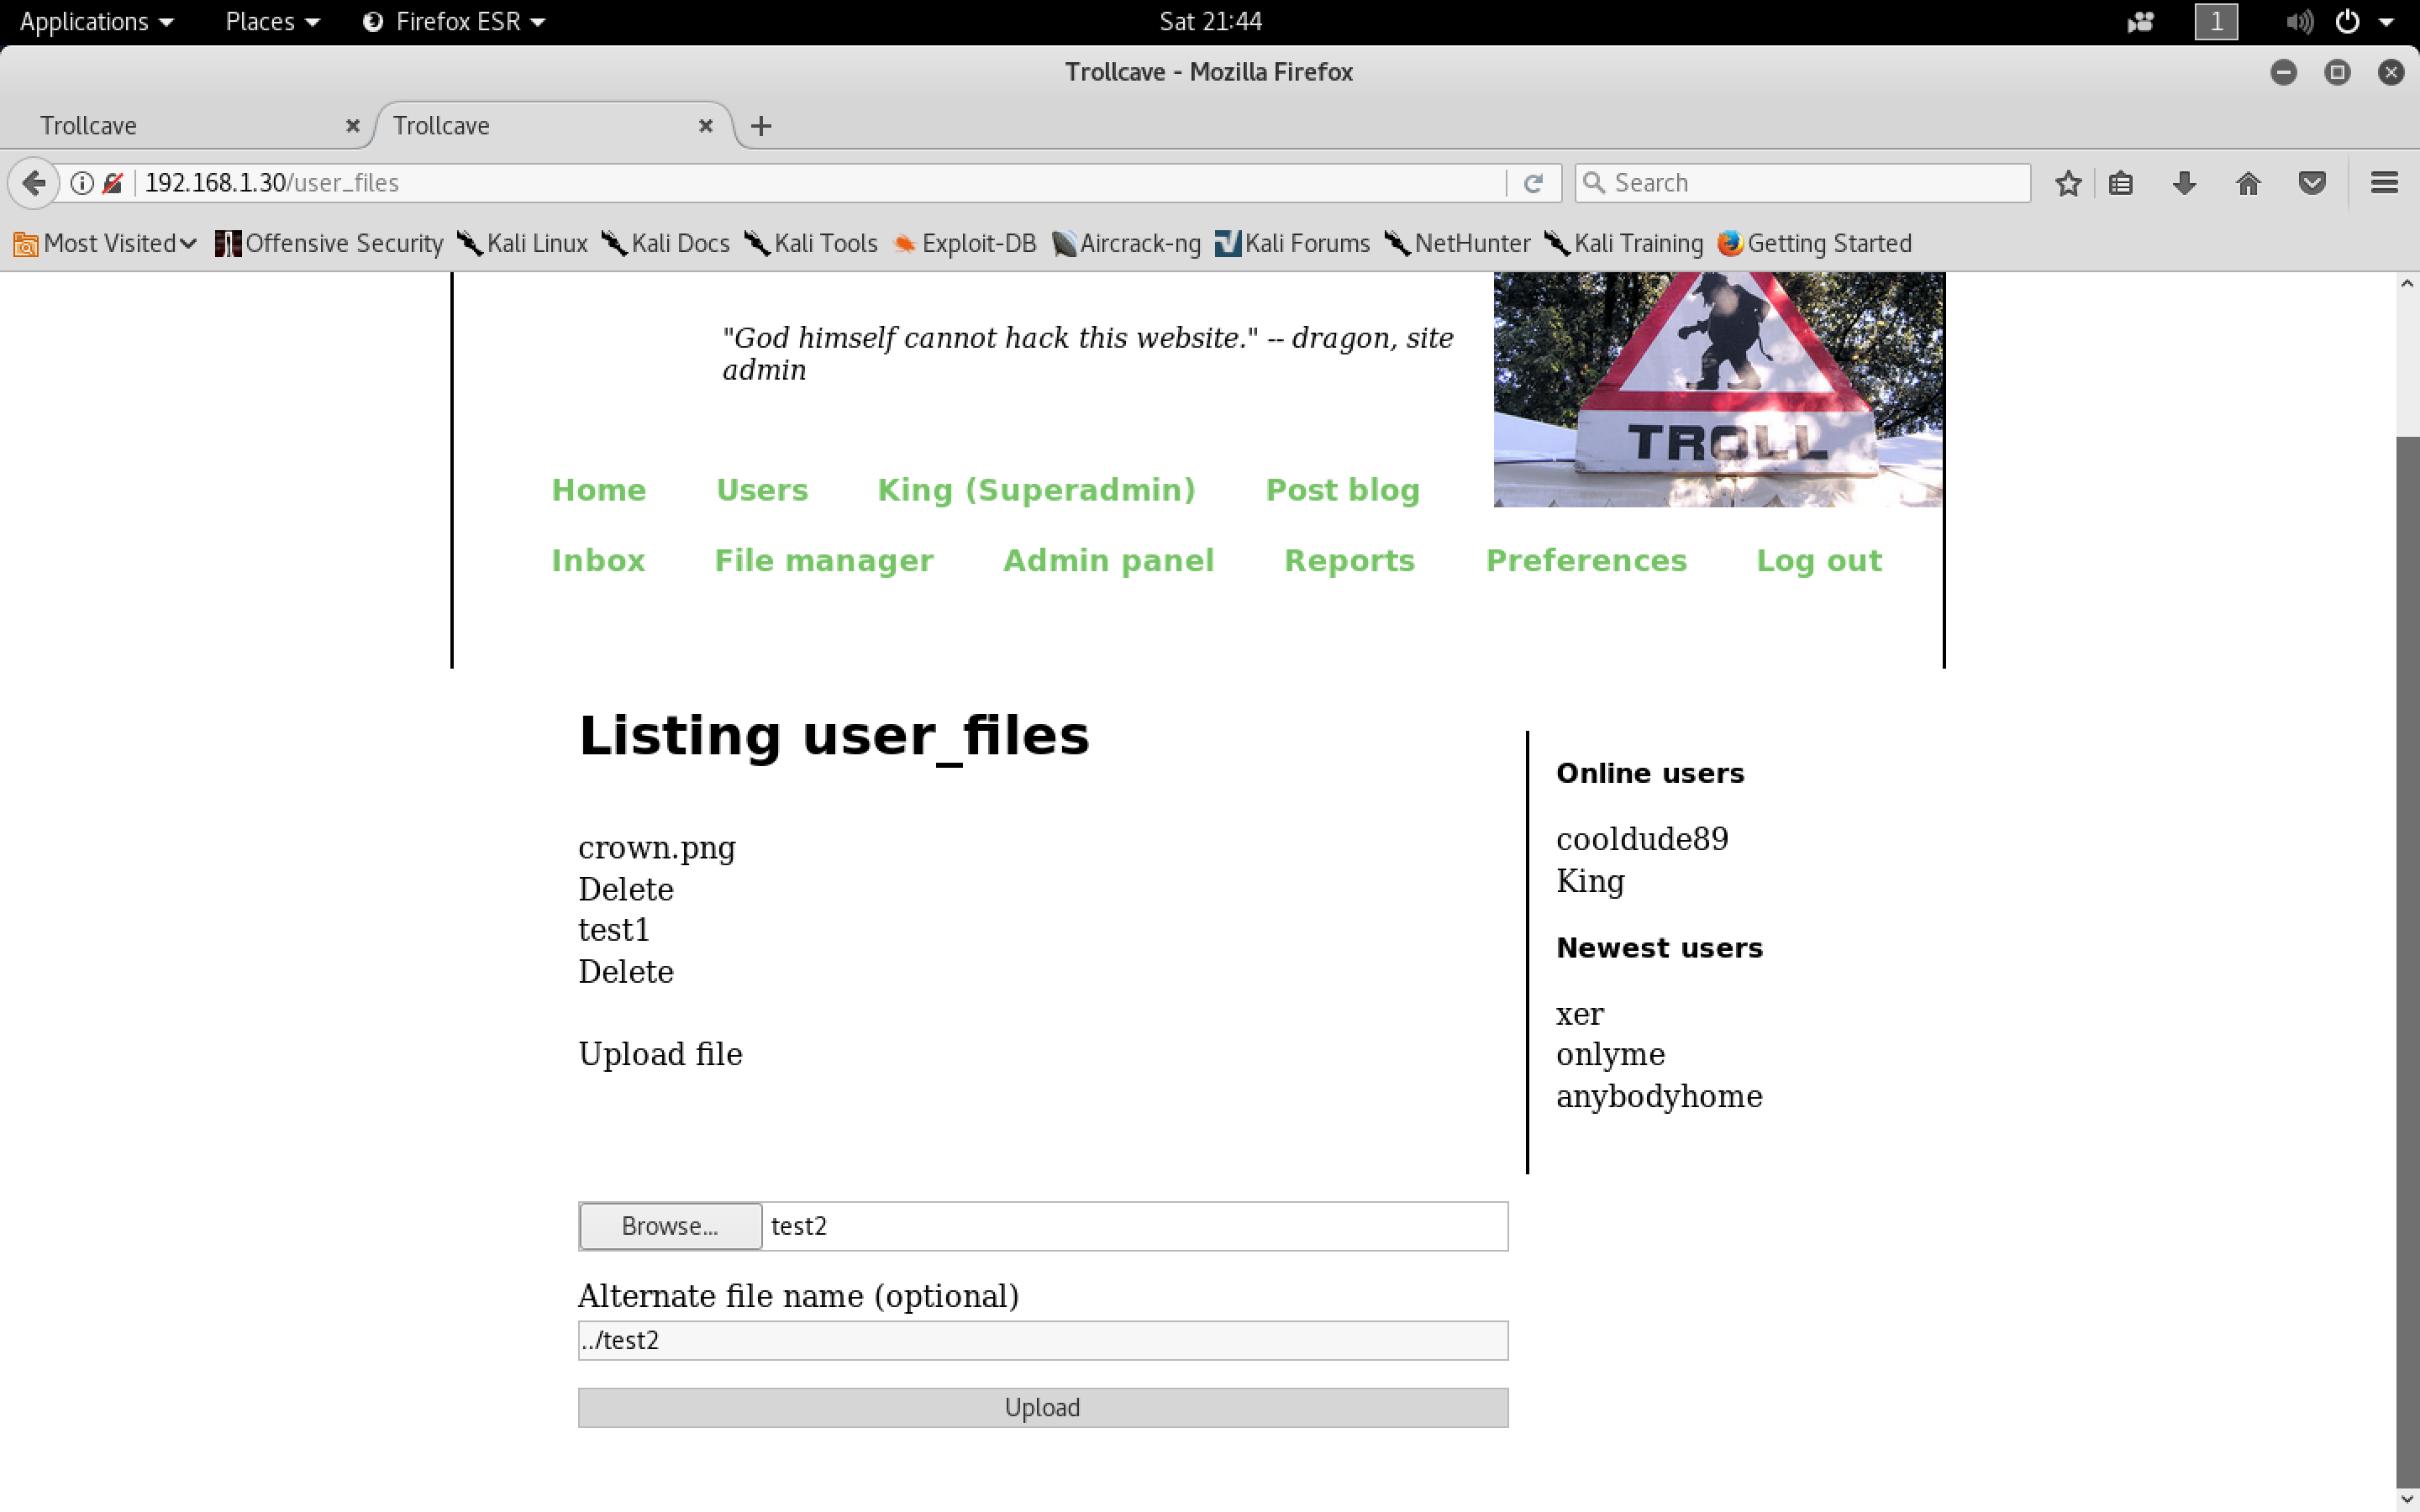 Applications Places Firefox ESR Sat 21:44 1
Trollcave - Mozilla Firefox
Trollcave Trollcave
192.168.1.30/user_files Search
Most Visited Offensive Security Kali Linux Kali Docs Kali Tools Exploit-DB Aircrack-ng Kali Forums NetHunter Kali Training Getting Started
"God himself cannot hack this website." -- dragon, site
admin
TROLL
Home Users King (Superadmin) Post blog
Inbox File manager Admin panel Reports Preferences Log out
Listing user_files
crown.png
Delete
test1
Delete
Upload file
Online users
cooldude89
King
Newest users
xer
onlyme
anybodyhome
Browse... test2
Alternate file name (optional)
../test2
Upload